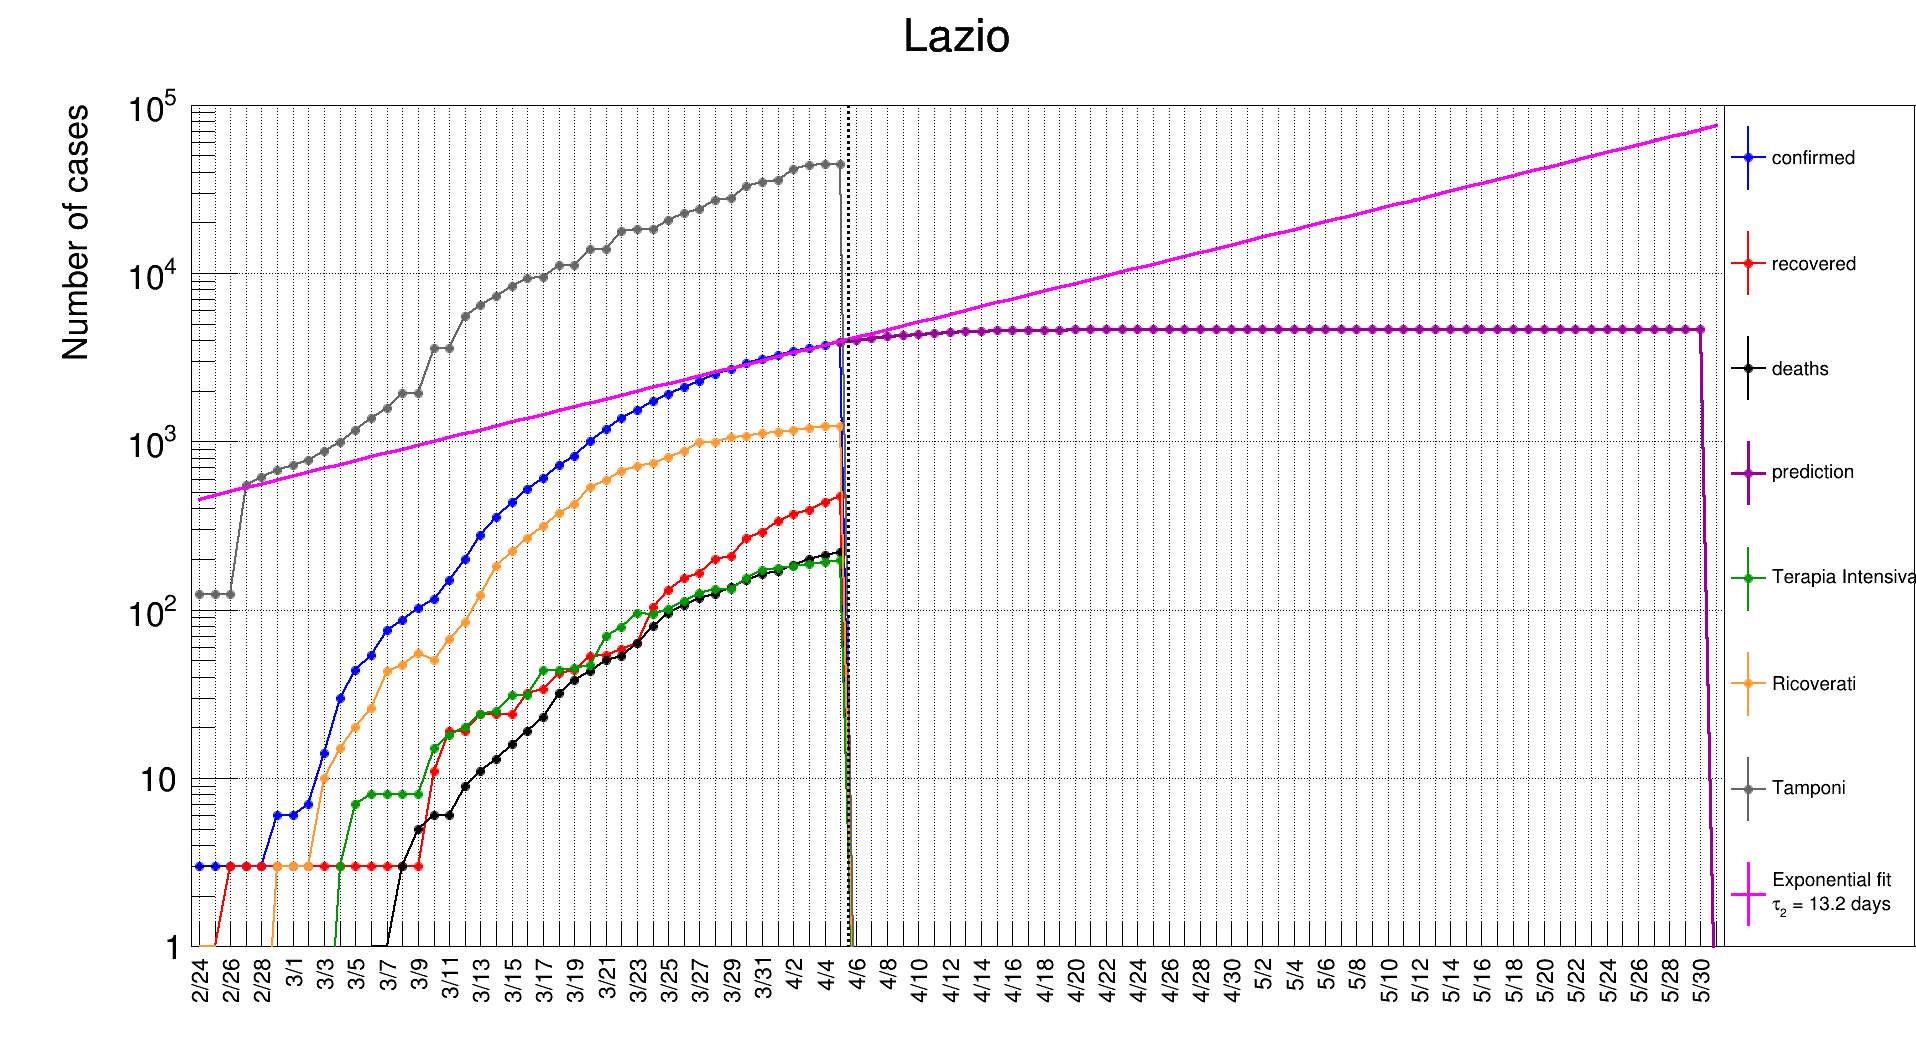 Lazio
Number of cases
10^5
10^4
10^3
10^2
10
1
2/24 2/26 2/28 3/1 3/3 3/5 3/7 3/9 3/11 3/13 3/15 3/17 3/19 3/21 3/23 3/25 3/27 3/29 3/31 4/2 4/4 4/6 4/8 4/10 4/12 4/14 4/16 4/18 4/20 4/22 4/24 4/26 4/28 4/30 5/2 5/4 5/6 5/8 5/10 5/12 5/14 5/16 5/18 5/20 5/22 5/24 5/26 5/28 5/30
confirmed
recovered
deaths
prediction
Terapia Intensiva
Ricoverati
Tamponi
Exponential fit
τ₂ = 13.2 days